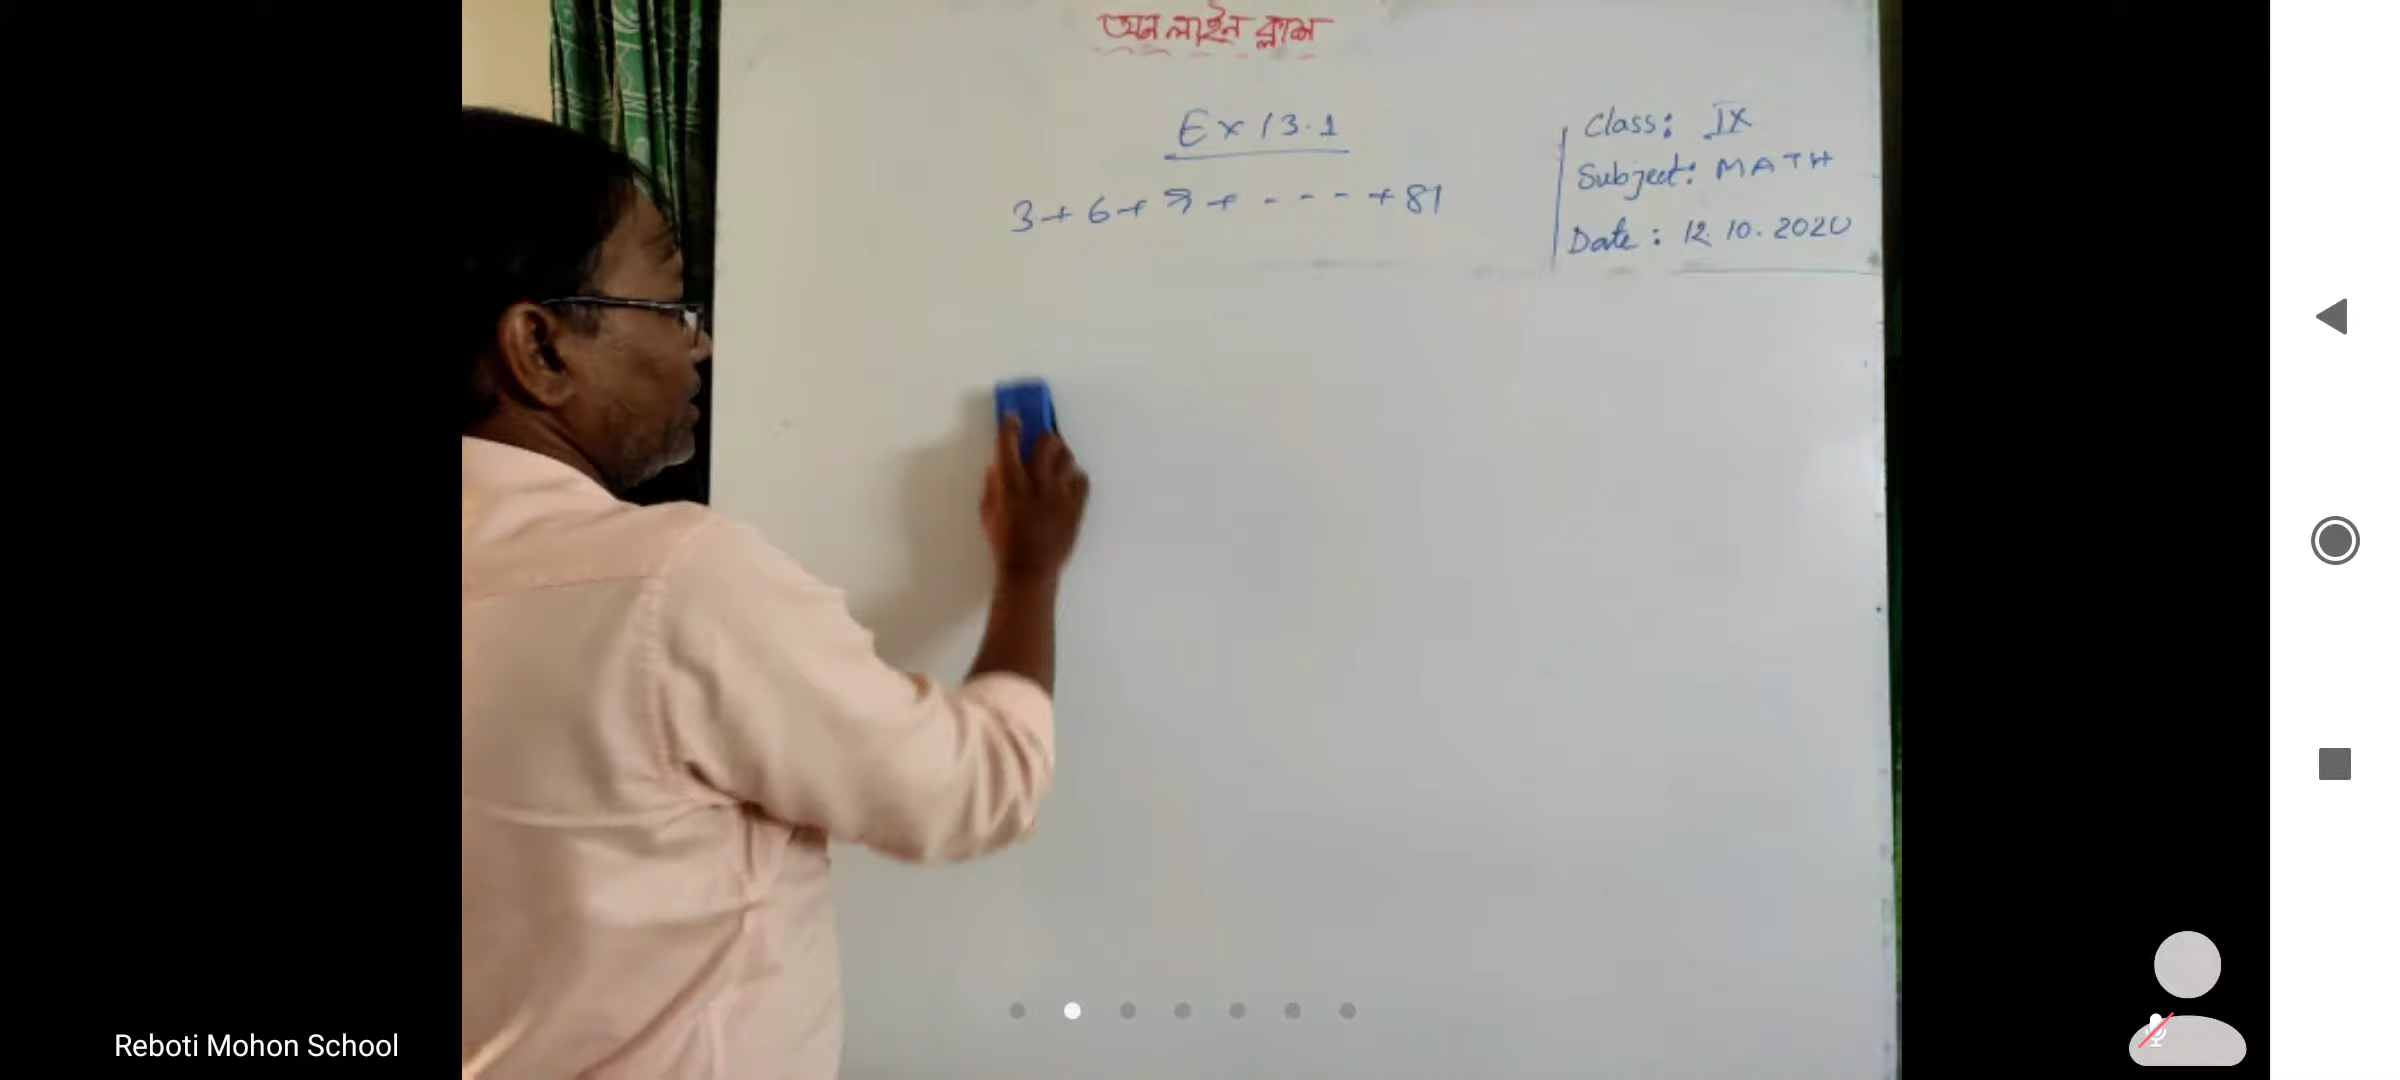 অন লাইন ক্লাস
Ex 13.1
3 + 6 + 9 + - - - - + 81
Class: IX
Subject: MATH
Date: 12.10.2020
Reboti Mohon School